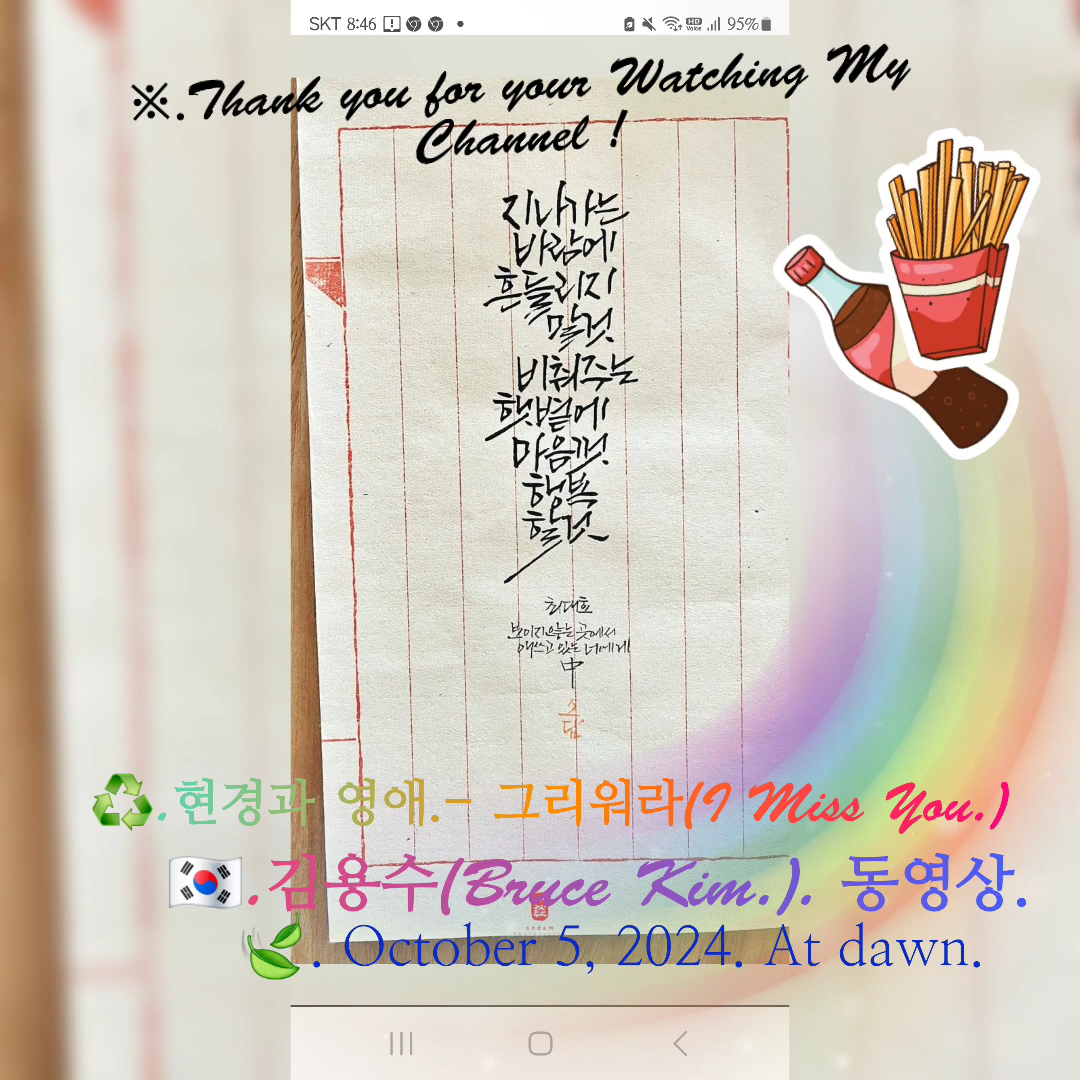 SKT 8:46
HD Voice 95%
※.Thank you for your Watching My
Channel !
지나가는
바람에
흔들리지
말것
비춰주는
햇볕에
마음껏
행복
할것
최대호
보이지 않는 곳에서
애쓰고 있는 너에게
中
소담
♻️.현경과 영애.- 그리워라(I Miss You.)
🇰🇷.김용수(Bruce Kim.). 동영상.
🍃. October 5, 2024. At dawn.